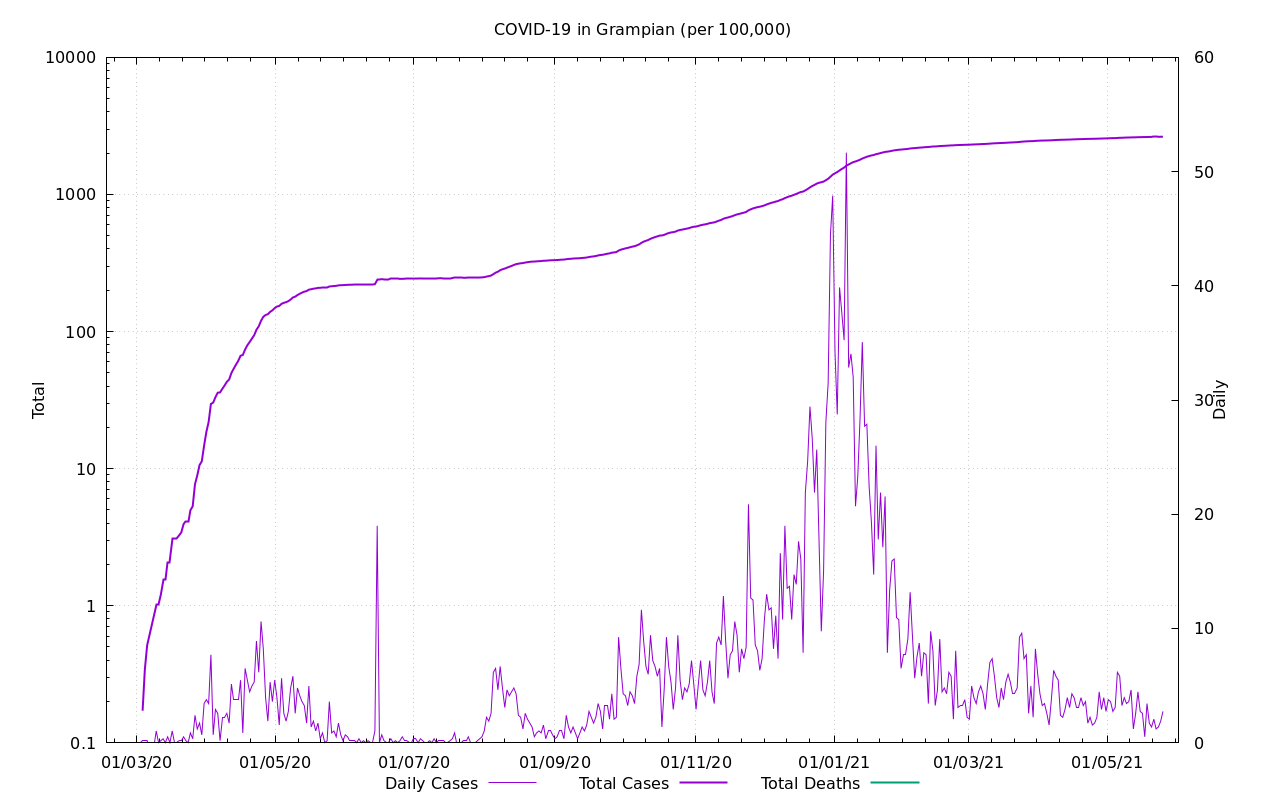 COVID-19 in Grampian (per 100,000)
10000
1000
100
10
1
0.1
Total
60
50
40
30
20
10
0
Daily
01/03/20 01/05/20 01/07/20 01/09/20 01/11/20 01/01/21 01/03/21 01/05/21
Daily Cases Total Cases Total Deaths